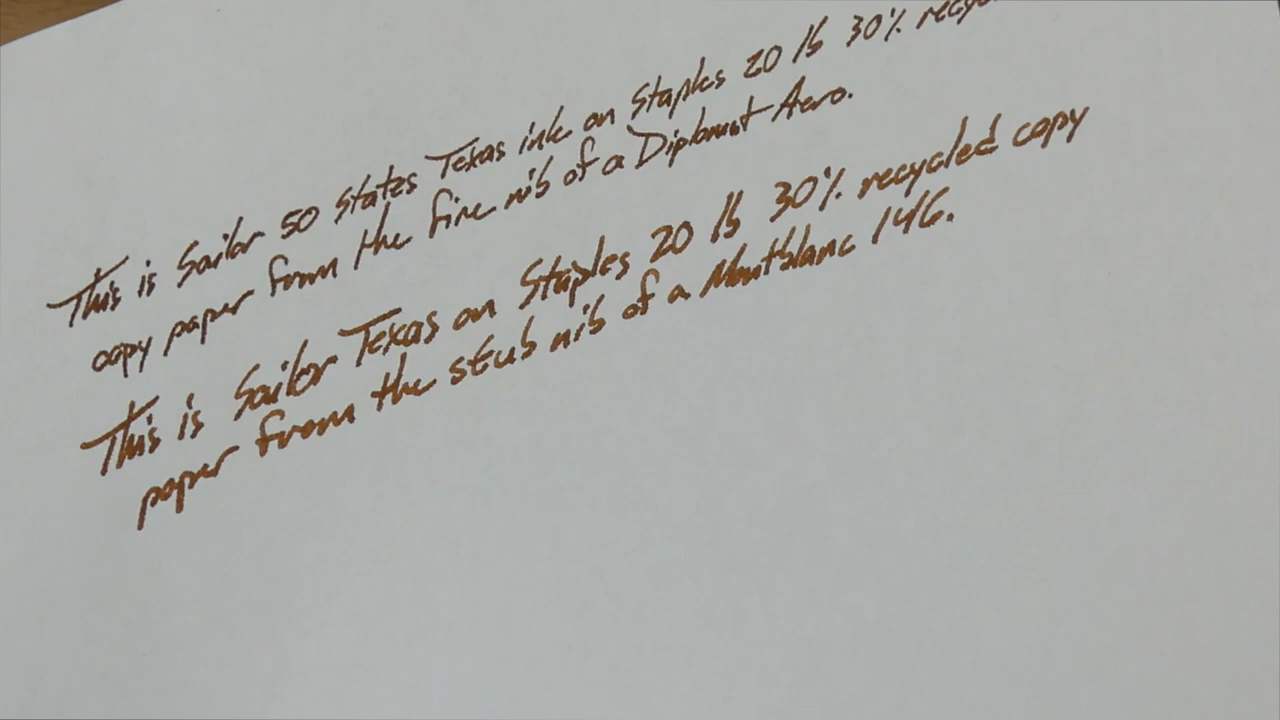 This is Sailor 50 States Texas ink on Staples 20 lb 30% recy
copy paper from the fine nib of a Diplomat Aero.
This is Sailor Texas on Staples 20 lb 30% recycled copy
paper from the stub nib of a Montblanc 146.